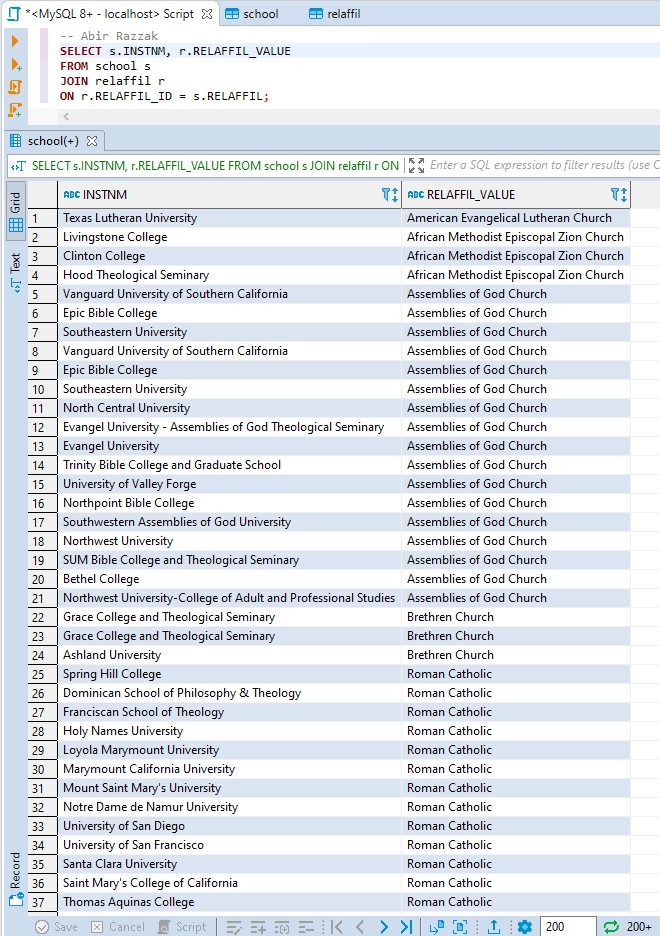 *<MySQL 8+ - localhost> Script school relaffil
-- Abir Razzak
SELECT s.INSTNM, r.RELAFFIL_VALUE
FROM school s
JOIN relaffil r
ON r.RELAFFIL_ID = s.RELAFFIL;
school(+)
SELECT s.INSTNM, r.RELAFFIL_VALUE FROM school s JOIN relaffil r ON Enter a SQL expression to filter results (use C
Grid
Text
Record
ABC INSTNM ABC RELAFFIL_VALUE
1 Texas Lutheran University American Evangelical Lutheran Church
2 Livingstone College African Methodist Episcopal Zion Church
3 Clinton College African Methodist Episcopal Zion Church
4 Hood Theological Seminary African Methodist Episcopal Zion Church
5 Vanguard University of Southern California Assemblies of God Church
6 Epic Bible College Assemblies of God Church
7 Southeastern University Assemblies of God Church
8 Vanguard University of Southern California Assemblies of God Church
9 Epic Bible College Assemblies of God Church
10 Southeastern University Assemblies of God Church
11 North Central University Assemblies of God Church
12 Evangel University - Assemblies of God Theological Seminary Assemblies of God Church
13 Evangel University Assemblies of God Church
14 Trinity Bible College and Graduate School Assemblies of God Church
15 University of Valley Forge Assemblies of God Church
16 Northpoint Bible College Assemblies of God Church
17 Southwestern Assemblies of God University Assemblies of God Church
18 Northwest University Assemblies of God Church
19 SUM Bible College and Theological Seminary Assemblies of God Church
20 Bethel College Assemblies of God Church
21 Northwest University-College of Adult and Professional Studies Assemblies of God Church
22 Grace College and Theological Seminary Brethren Church
23 Grace College and Theological Seminary Brethren Church
24 Ashland University Brethren Church
25 Spring Hill College Roman Catholic
26 Dominican School of Philosophy & Theology Roman Catholic
27 Franciscan School of Theology Roman Catholic
28 Holy Names University Roman Catholic
29 Loyola Marymount University Roman Catholic
30 Marymount California University Roman Catholic
31 Mount Saint Mary's University Roman Catholic
32 Notre Dame de Namur University Roman Catholic
33 University of San Diego Roman Catholic
34 University of San Francisco Roman Catholic
35 Santa Clara University Roman Catholic
36 Saint Mary's College of California Roman Catholic
37 Thomas Aquinas College Roman Catholic
Save Cancel Script 200 200+